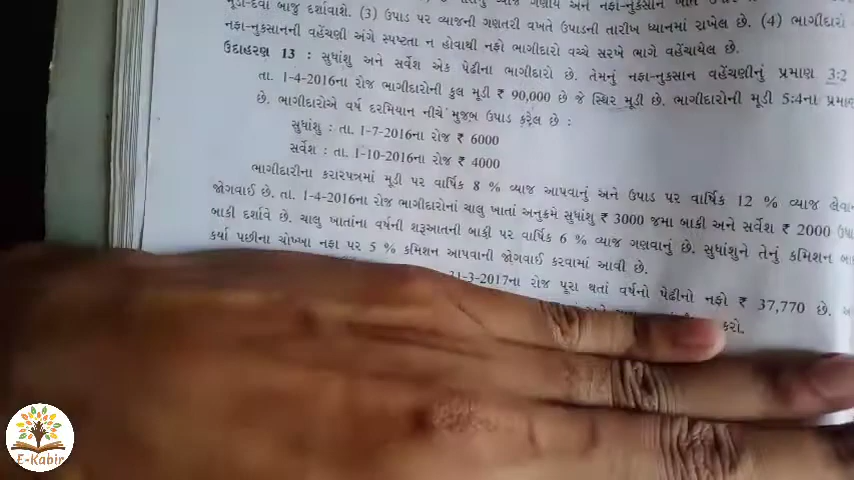 મૂડી-દેવા બાજુ દર્શાવાશે. (3) ઉપાડ પર વ્યાજની ગણતરી વખતે ઉપાડની તારીખ ધ્યાનમાં રાખેલ છે. (4) ભાગીદારો
નફા-નુકસાનની વહેંચણી અંગે સ્પષ્ટતા ન હોવાથી નફો ભાગીદારો વચ્ચે સરખે ભાગે વહેંચાયેલ છે.
ઉદાહરણ 13 : સુધાંશુ અને સર્વેશ એક પેઢીના ભાગીદારો છે. તેમનું નફા-નુકસાન વહેંચણીનું પ્રમાણ 3:2
તા. 1-4-2016ના રોજ ભાગીદારોની કુલ મૂડી ₹ 90,000 છે જે સ્થિર મૂડી છે. ભાગીદારોની મૂડી 5:4ના
છે. ભાગીદારોએ વર્ષ દરમિયાન નીચે મુજબ ઉપાડ કરેલ છે :
સુધાંશુ : તા. 1-7-2016ના રોજ ₹ 6000
સર્વેશ : તા. 1-10-2016ના રોજ ₹ 4000
ભાગીદારીના કરારપત્રમાં મૂડી પર વાર્ષિક 8 % વ્યાજ આપવાનું અને ઉપાડ પર વાર્ષિક 12 % વ્યાજ
જોગવાઈ છે. તા. 1-4-2016ના રોજ ભાગીદારોનાં ચાલુ ખાતાં અનુક્રમે સુધાંશુ ₹ 3000 જમા બાકી અને સર્વેશ ₹ 2000
બાકી દર્શાવે છે. ચાલુ ખાતાંના વર્ષની શરૂઆતની બાકી પર વાર્ષિક 6 % વ્યાજ ગણવાનું છે. સુધાંશુને તેનું કમિશન
કર્યા પછીના ચોખ્ખા નફા પર 5 % કમિશન આપવાની જોગવાઈ કરવામાં આવી છે.
31-3-2017ના રોજ પૂરા થતાં વર્ષનો પેઢીનો નફો ₹ 37,770 છે.
કરો.
E-Kabir